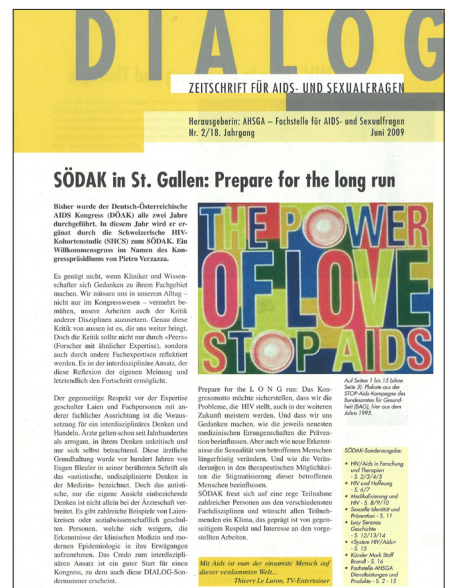 DIALOG
ZEITSCHRIFT FÜR AIDS- UND SEXUALFRAGEN
Herausgeberin: AHSGA – Fachstelle für AIDS- und Sexualfragen
Nr. 2/18. Jahrgang Juni 2009
SÖDAK in St. Gallen: Prepare for the long run
Bisher wurde der Deutsch-Österreichische
AIDS Kongress (DÖAK) alle zwei Jahre
durchgeführt. In diesem Jahr wird er er-
gänzt durch die Schweizerische HIV-
Kohortenstudie (SHCS) zum SÖDAK. Ein
Willkommensgruss im Namen des Kon-
gresspräsidiums von Pietro Vernazza.
Es genügt nicht, wenn Kliniker und Wissen-
schafter sich Gedanken zu ihrem Fachgebiet
machen. Wir müssen uns in unserem Alltag –
nicht nur im Kongresswesen – vermehrt be-
mühen, unsere Arbeiten auch der Kritik
anderer Disziplinen auszusetzen. Genau diese
Kritik von aussen ist es, die uns weiter bringt.
Doch die Kritik sollte nicht nur durch «Peers»
(Forscher mit ähnlicher Expertise), sondern
auch durch andere Fachexpertisen reflektiert
werden. Es ist der interdisziplinäre Ansatz, der
diese Reflexion der eigenen Meinung und
letztendlich den Fortschritt ermöglicht.
Der gegenseitige Respekt vor der Expertise
geschulter Laien und Fachpersonen mit an-
derer fachlicher Ausrichtung ist die Voraus-
setzung für ein interdisziplinäres Denken und
Handeln. Ärzte gelten schon seit Jahrhunderten
als arrogant, in ihrem Denken unkritisch und
nur sich selbst betrachtend. Diese ärztliche
Grundhaltung wurde vor hundert Jahren von
Eugen Bleuler in seiner berühmten Schrift als
das «autistische, undisziplinierte Denken in
der Medizin» bezeichnet. Doch das autisti-
sche, nur die eigene Ansicht einbeziehende
Denken ist nicht allein bei der Ärzteschaft ver-
breitet. Es gibt zahlreiche Beispiele von Laien-
kreisen oder sozialwissenschaftlich geschul-
ten Personen, welche sich weigern, die
Erkenntnisse der klinischen Medizin und mo-
dernen Epidemiologie in ihre Erwägungen
aufzunehmen. Das Credo zum interdiszipli-
nären Ansatz ist ein guter Start für einen
Kongress, zu dem auch diese DIALOG-Son-
dernummer erscheint.
THE POWER
OF LOVE
STOP AIDS
Prepare for the L O N G run: Das Kon-
gressmotto möchte sicherstellen, dass wir die
Probleme, die HIV stellt, auch in der weiteren
Zukunft meistern werden. Und dass wir uns
Gedanken machen, wie die jeweils neuesten
medizinischen Errungenschaften die Präven-
tion beeinflussen. Aber auch wie neue Erkennt-
nisse die Sexualität von betroffenen Menschen
längerfristig verändern. Und wie die Verän-
derungen in den therapeutischen Möglichkei-
ten die Stigmatisierung dieser betroffenen
Menschen beeinflussen.
SÖDAK freut sich auf eine rege Teilnahme
zahlreicher Personen aus den verschiedensten
Fachdisziplinen und wünscht allen Teilneh-
menden ein Klima, das geprägt ist von gegen-
seitigem Respekt und Interesse an den vorge-
stellten Arbeiten.
Mit Aids ist man der einsamste Mensch auf
dieser verdammten Welt...
Thierry Le Luron, TV-Entertainer
Auf Seiten 1 bis 15 (ohne
Seite 5): Plakate aus der
STOP-Aids-Kampagne des
Bundesamtes für Gesund-
heit (BAG), hier aus dem
Jahre 1995.
SÖDAK-Sonderausgabe:
• HIV/Aids in Forschung
und Therapien
- S. 2/3/4/5
• HIV und Hoffnung
- S. 6/7
• Medikalisierung und
HIV - S. 8/9/10
• Sexuelle Identität und
Prävention - S. 11
• Lucy Seranos
Geschichte
- S. 12/13/14
• «System HIV/Aids»
- S. 15
• Künstler Mark Staff
Brandl - S. 16
• Fachstelle AHSGA
Dienstleistungen und
Produkte - S. 2 - 15